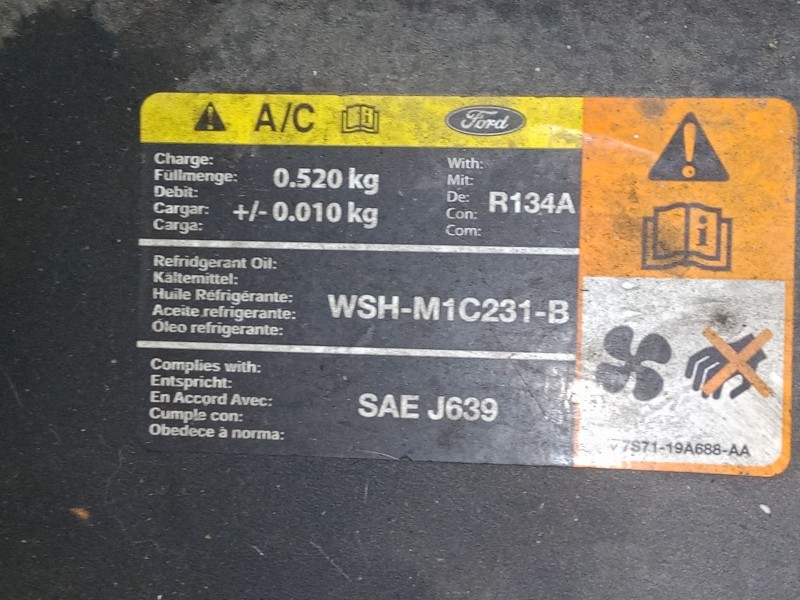 A/C Ford
Charge:
Füllmenge:
Debit:
Cargar:
Carga:
0.520 kg
+/- 0.010 kg
With:
Mit:
De:
Con:
Com:
R134A
Refridgerant Oil:
Kältemittel:
Huile Réfrigérante:
Aceite refrigerante:
Óleo refrigerante:
WSH-M1C231-B
Complies with:
Entspricht:
En Accord Avec:
Cumple con:
Obedece à norma:
SAE J639
7S71-19A688-AA